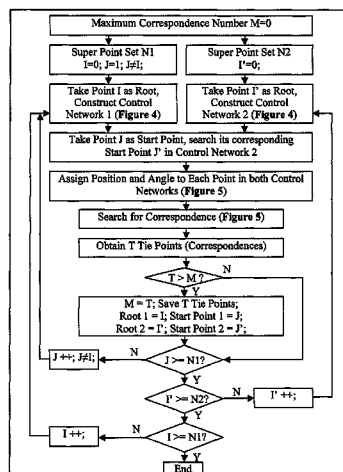 Maximum Correspondence Number M=0
Super Point Set N1
I=0; J=1; J≠I;
Super Point Set N2
I'=0;
Take Point I as Root,
Construct Control
Network 1 (Figure 4)
Take Point I' as Root,
Construct Control
Network 2 (Figure 4)
Take Point J as Start Point, search its corresponding
Start Point J' in Control Network 2
Assign Position and Angle to Each Point in both Control
Networks (Figure 5)
Search for Correspondence (Figure 5)
Obtain T Tie Points (Correspondences)
T > M ?
N
Y
M = T; Save T Tie Points;
Root 1 = I; Start Point 1 = J;
Root 2 = I'; Start Point 2 = J';
J ++; J≠I;
N
J >= N1?
Y
I' >= N2?
N
I' ++;
Y
I ++;
N
I >= N1?
Y
End